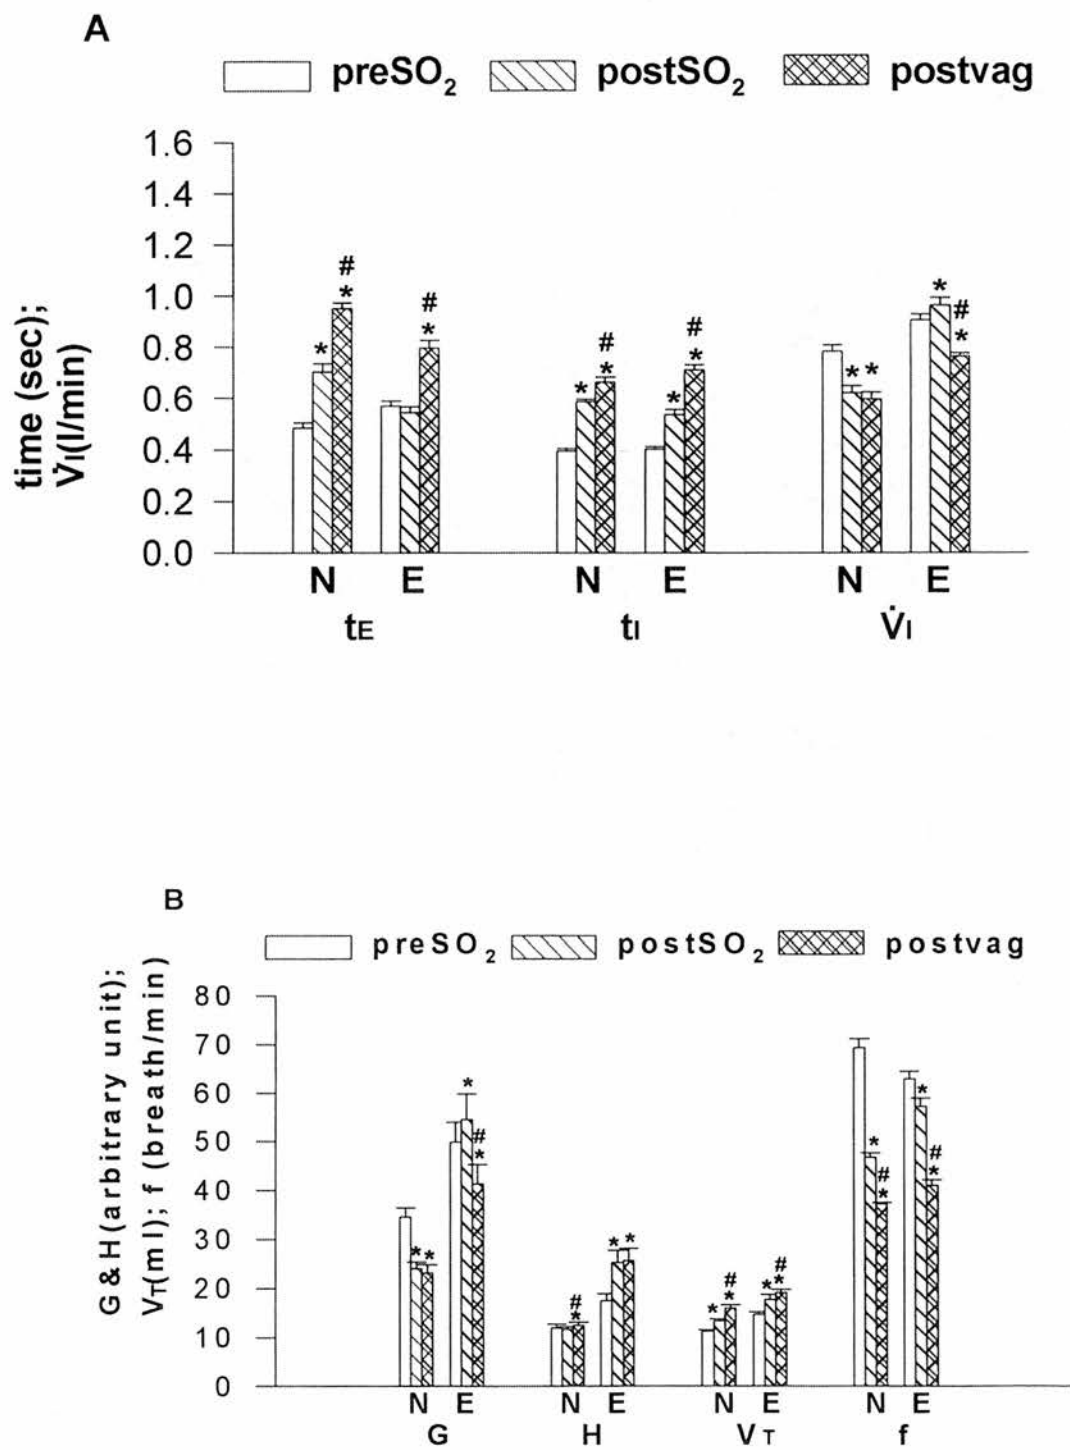 A
preSO₂ postSO₂ postvag
time (sec);
V̇I(l/min)
1.6
1.4
1.2
1.0
0.8
0.6
0.4
0.2
0.0
# * * # *
# * * # * *
* * * # *
N E N E N E
tE tI V̇I
B
preSO₂ postSO₂ postvag
G&H(arbitrary unit);
VT(ml); f (breath/min)
80
70
60
50
40
30
20
10
0
* * * # *
# * * *
* # * * # *
* # * * # *
N E N E N E N E
G H VT f